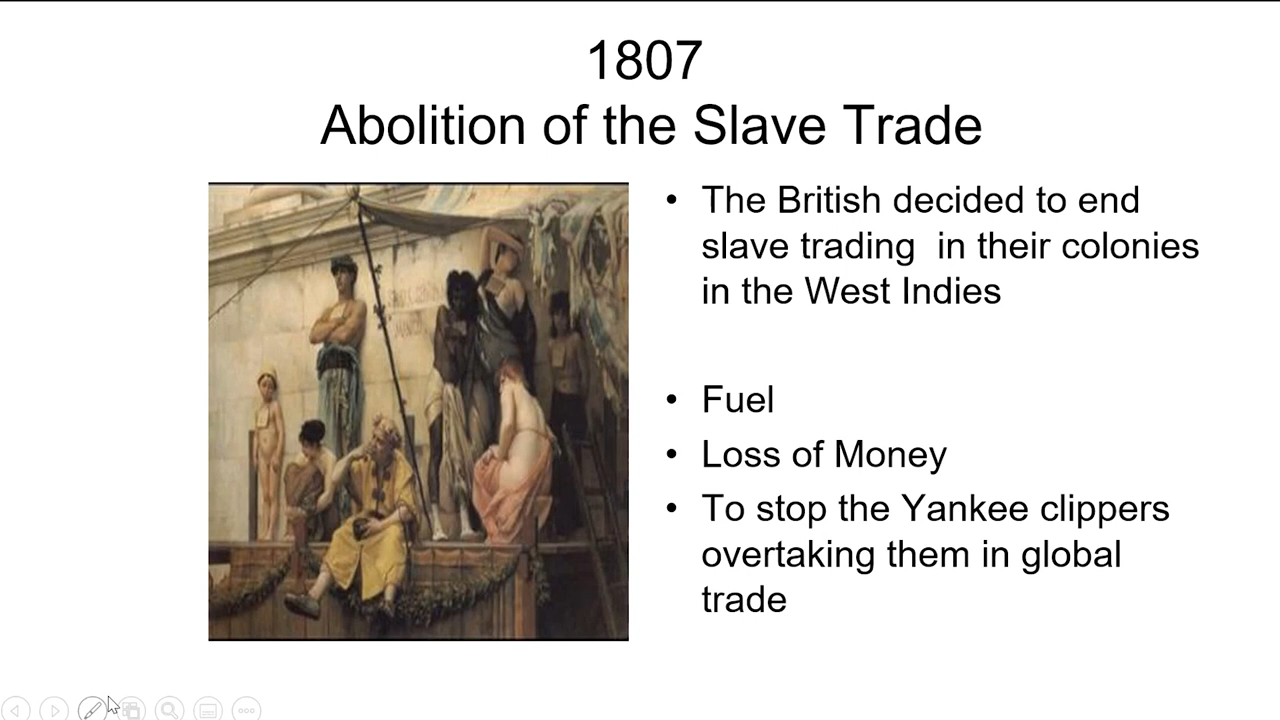 1807
Abolition of the Slave Trade
• The British decided to end
slave trading  in their colonies
in the West Indies
• Fuel
• Loss of Money
• To stop the Yankee clippers
overtaking them in global
trade